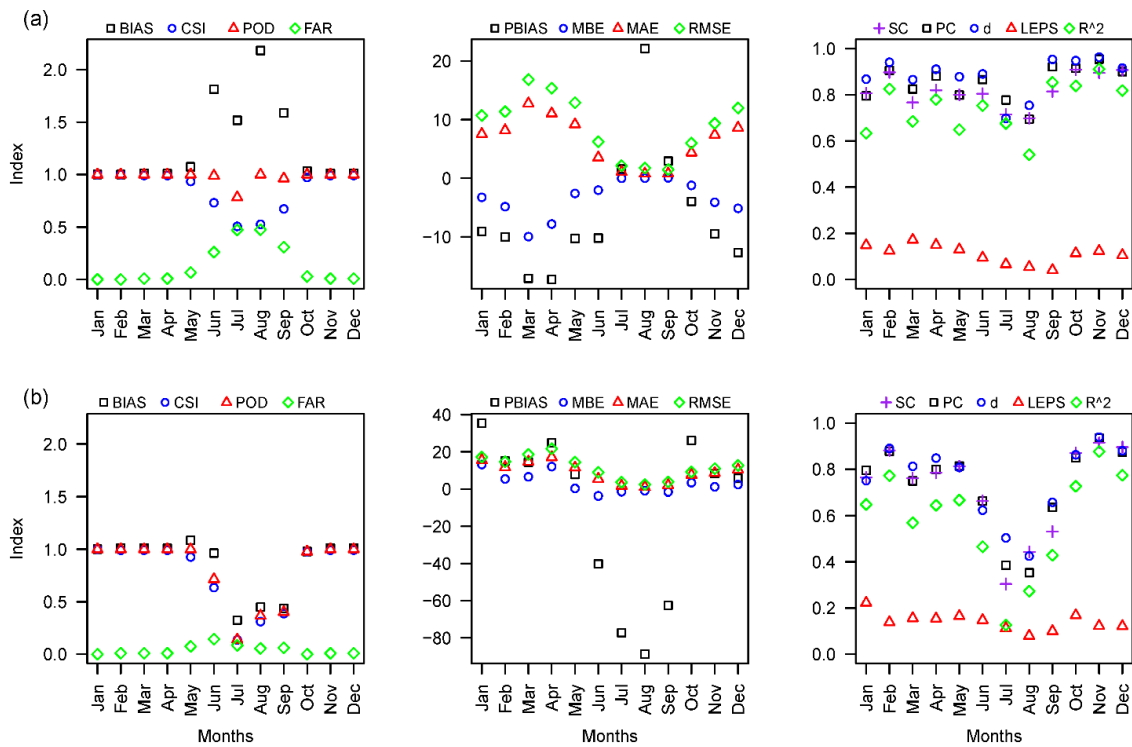 (a)
BIAS CSI POD FAR
PBIAS MBE MAE RMSE
SC PC d LEPS R^2
Index
2.0
1.5
1.0
0.5
0.0
20
10
0
−10
1.0
0.8
0.6
0.4
0.2
0.0
Jan Feb Mar Apr May Jun Jul Aug Sep Oct Nov Dec
Jan Feb Mar Apr May Jun Jul Aug Sep Oct Nov Dec
Jan Feb Mar Apr May Jun Jul Aug Sep Oct Nov Dec
(b)
BIAS CSI POD FAR
PBIAS MBE MAE RMSE
SC PC d LEPS R^2
Index
2.0
1.5
1.0
0.5
0.0
40
20
0
−20
−40
−60
−80
1.0
0.8
0.6
0.4
0.2
0.0
Jan Feb Mar Apr May Jun Jul Aug Sep Oct Nov Dec
Jan Feb Mar Apr May Jun Jul Aug Sep Oct Nov Dec
Jan Feb Mar Apr May Jun Jul Aug Sep Oct Nov Dec
Months
Months
Months